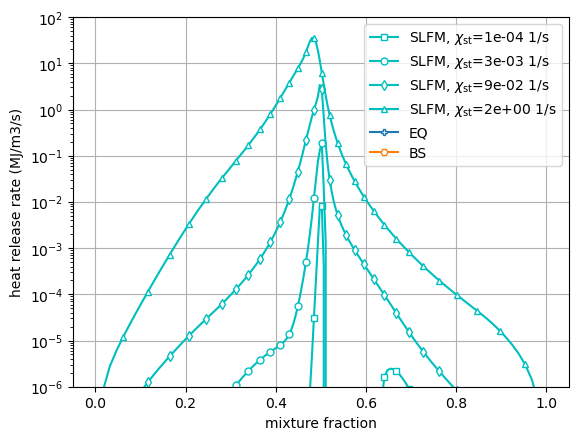 SLFM, χst=1e-04 1/s
SLFM, χst=3e-03 1/s
SLFM, χst=9e-02 1/s
SLFM, χst=2e+00 1/s
EQ
BS
heat release rate (MJ/m3/s)
10²
10¹
10⁰
10⁻¹
10⁻²
10⁻³
10⁻⁴
10⁻⁵
10⁻⁶
0.0 0.2 0.4 0.6 0.8 1.0
mixture fraction